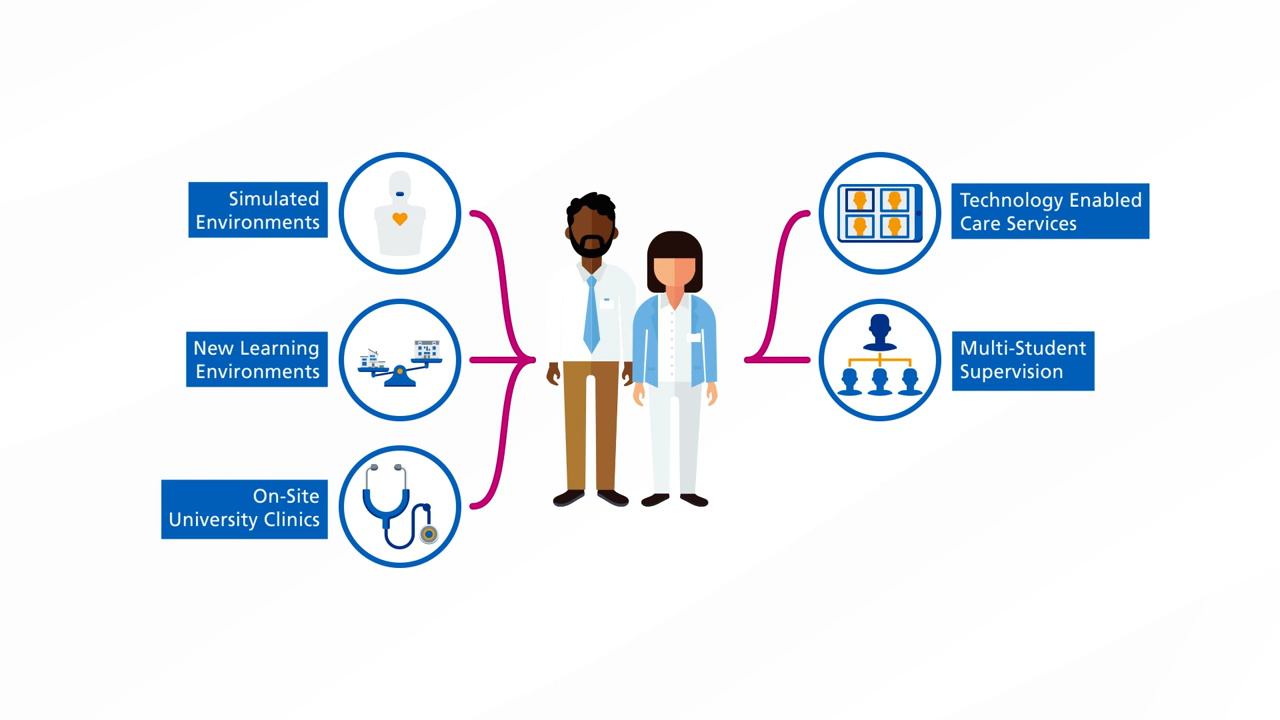 Simulated
Environments
New Learning
Environments
On-Site
University Clinics
Technology Enabled
Care Services
Multi-Student
Supervision